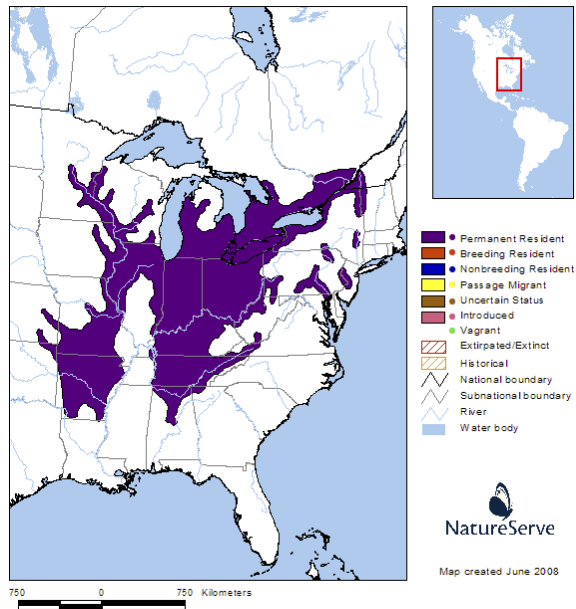 Permanent Resident
Breeding Resident
Nonbreeding Resident
Passage Migrant
Uncertain Status
Introduced
Vagrant
Extirpated/Extinct
Historical
National boundary
Subnational boundary
River
Water body
NatureServe
Map created June 2008
750 0 750 Kilometers